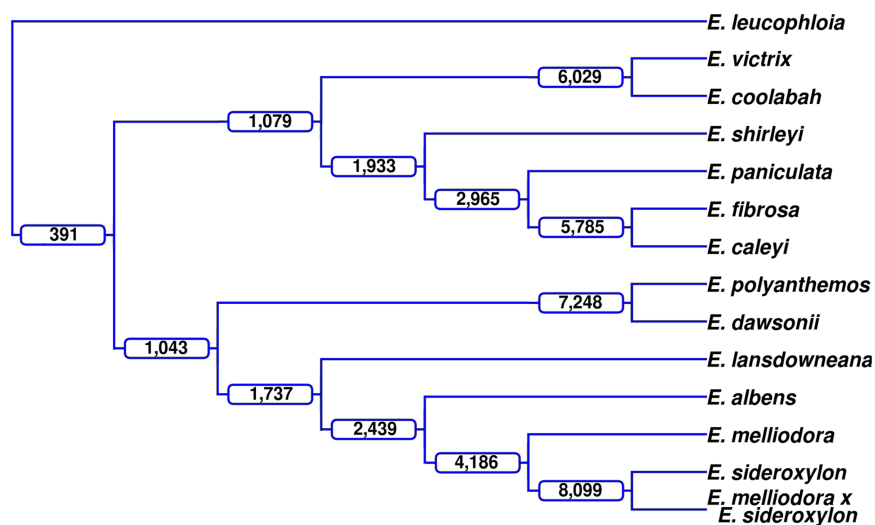 E. leucophloia
E. victrix
6,029
E. coolabah
1,079
E. shirleyi
1,933
E. paniculata
2,965
E. fibrosa
5,785
391
E. caleyi
E. polyanthemos
7,248
E. dawsonii
1,043
E. lansdowneana
1,737
E. albens
2,439
E. melliodora
4,186
E. sideroxylon
8,099
E. melliodora x
E. sideroxylon